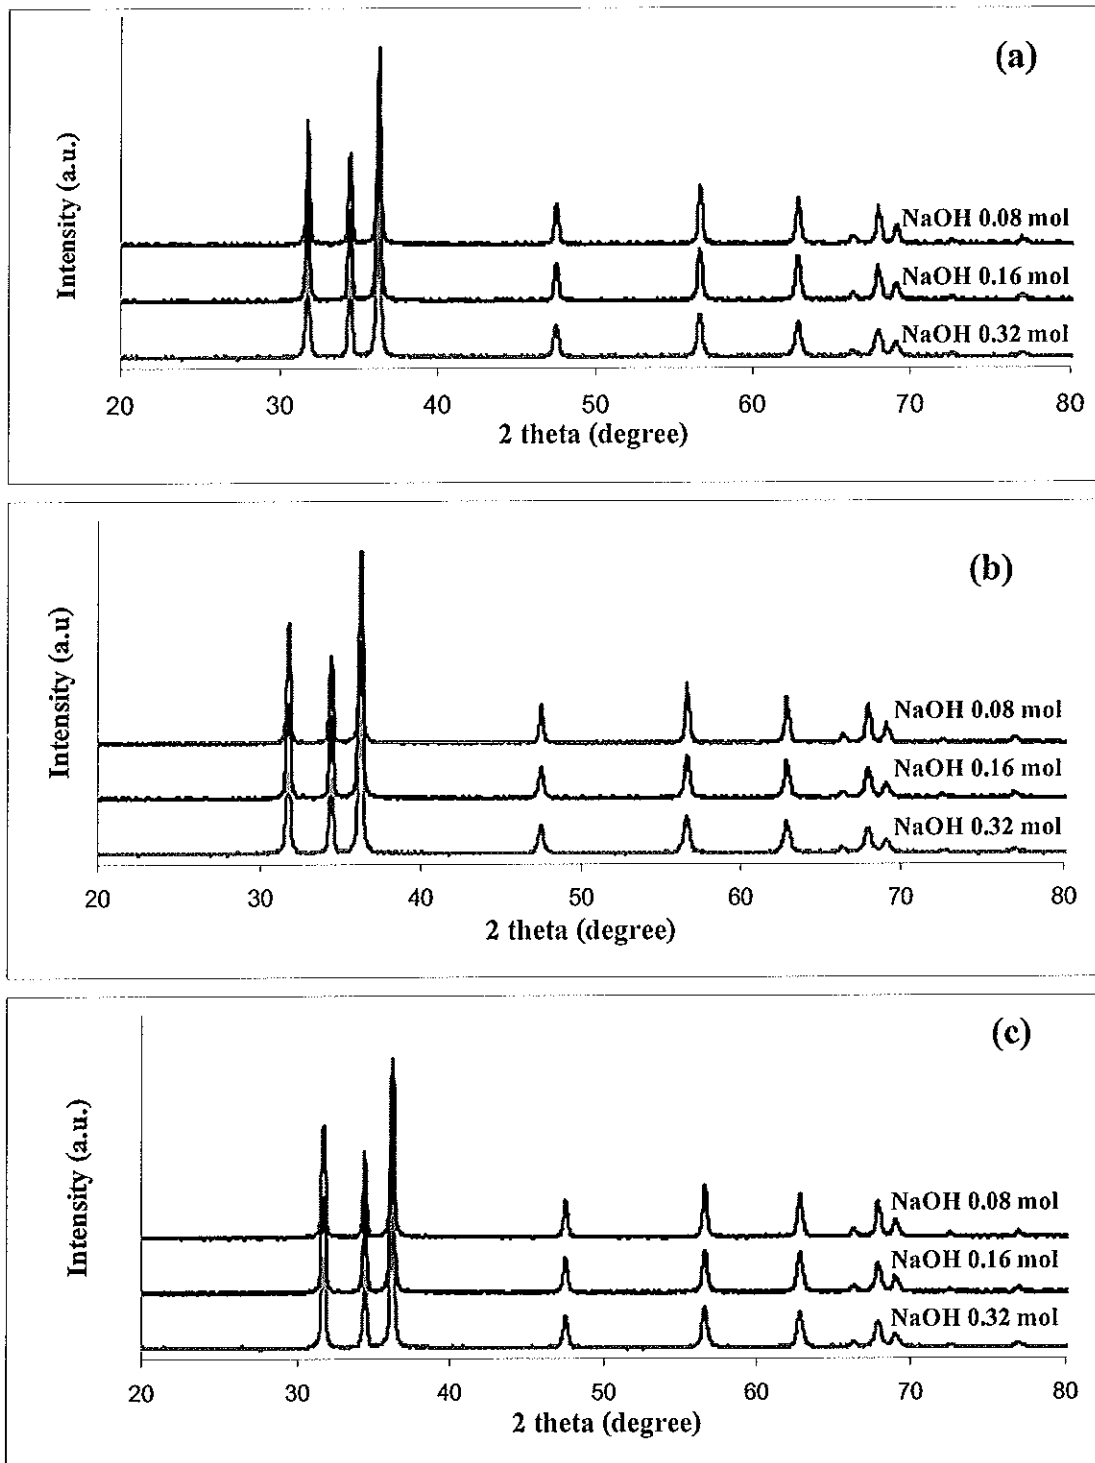 (a)
Intensity (a.u.)
NaOH 0.08 mol
NaOH 0.16 mol
NaOH 0.32 mol
20 30 40 50 60 70 80
2 theta (degree)
(b)
Intensity (a.u)
NaOH 0.08 mol
NaOH 0.16 mol
NaOH 0.32 mol
20 30 40 50 60 70 80
2 theta (degree)
(c)
Intensity (a.u.)
NaOH 0.08 mol
NaOH 0.16 mol
NaOH 0.32 mol
20 30 40 50 60 70 80
2 theta (degree)